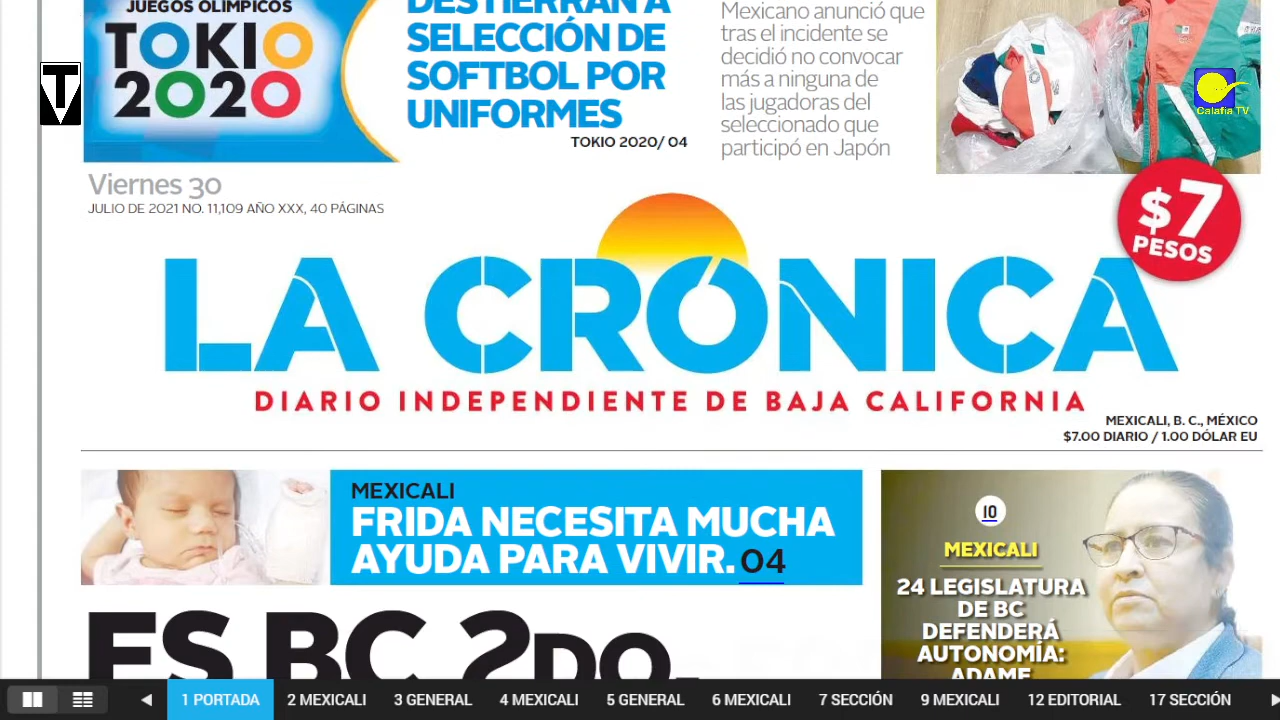 JUEGOS OLÍMPICOS
TOKIO
2020
T
DESTIERRAN A
SELECCIÓN DE
SOFTBOL POR
UNIFORMES
TOKIO 2020/ 04
Mexicano anunció que
tras el incidente se
decidió no convocar
más a ninguna de
las jugadoras del
seleccionado que
participó en Japón
Calafia TV
Viernes 30
JULIO DE 2021 NO. 11,109 AÑO XXX, 40 PÁGINAS
$7
PESOS
LA CRÓNICA
DIARIO INDEPENDIENTE DE BAJA CALIFORNIA
MEXICALI, B. C., MÉXICO
$7.00 DIARIO / 1.00 DÓLAR EU
MEXICALI
FRIDA NECESITA MUCHA
AYUDA PARA VIVIR. 04
10
MEXICALI
24 LEGISLATURA
DE BC
DEFENDERÁ
AUTONOMÍA:
ADAME
ES BC 2DO.
1 PORTADA 2 MEXICALI 3 GENERAL 4 MEXICALI 5 GENERAL 6 MEXICALI 7 SECCIÓN 9 MEXICALI 12 EDITORIAL 17 SECCIÓN